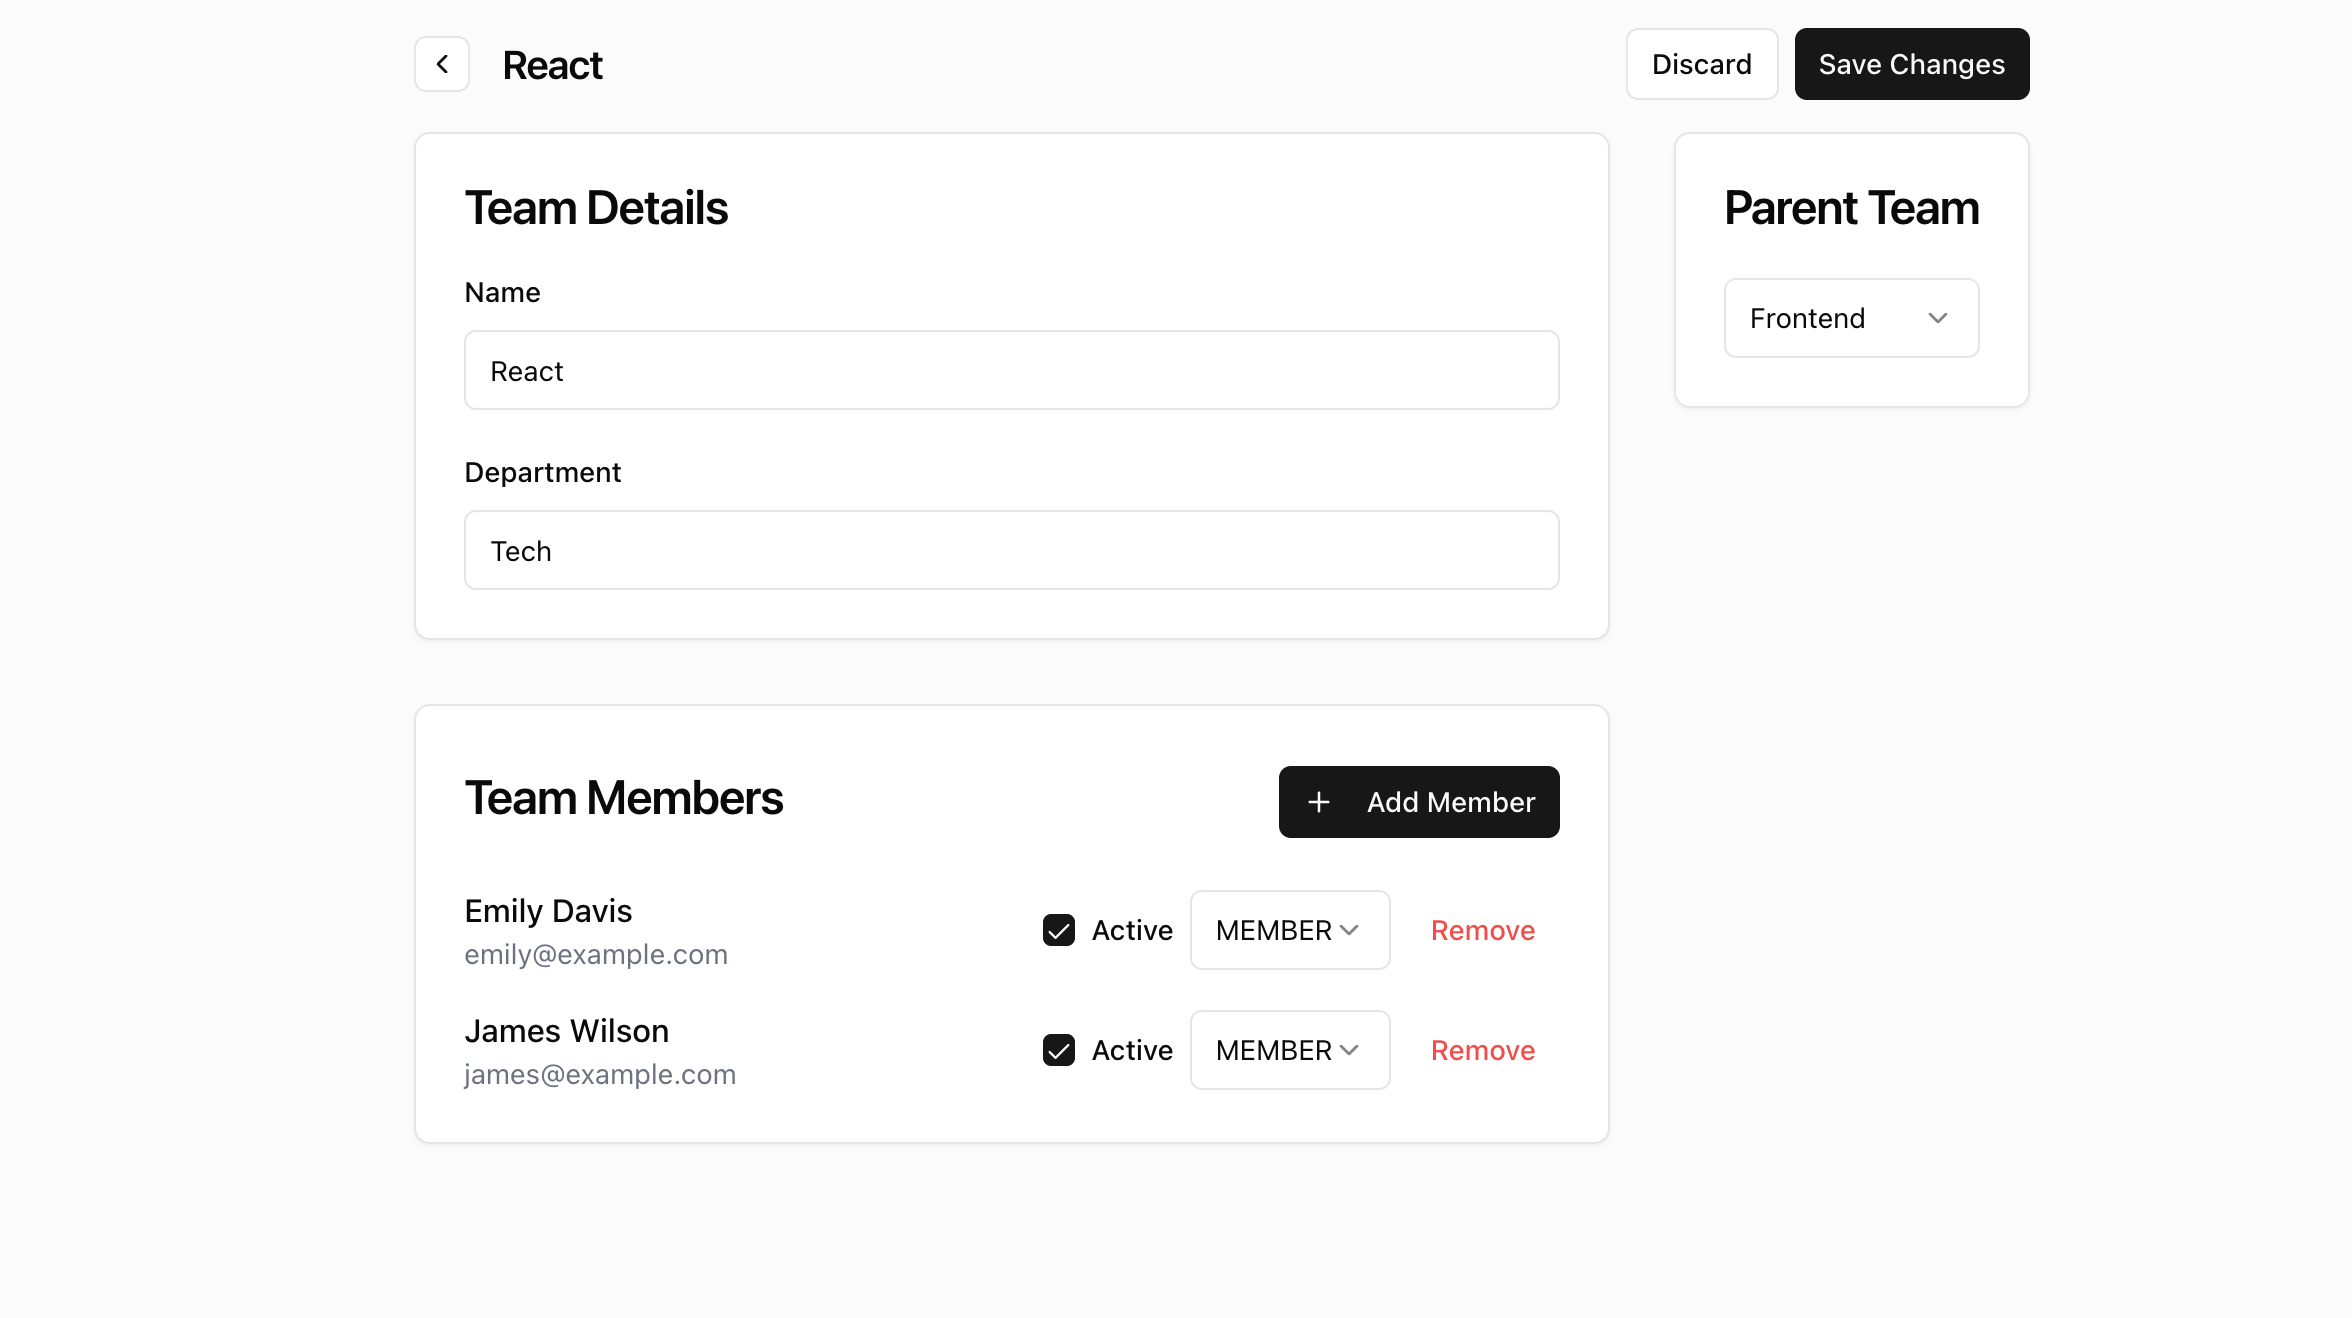 React
Discard
Save Changes
Team Details
Name
React
Department
Tech
Parent Team
Frontend
Team Members
Add Member
Emily Davis
emily@example.com
Active
MEMBER
Remove
James Wilson
james@example.com
Active
MEMBER
Remove